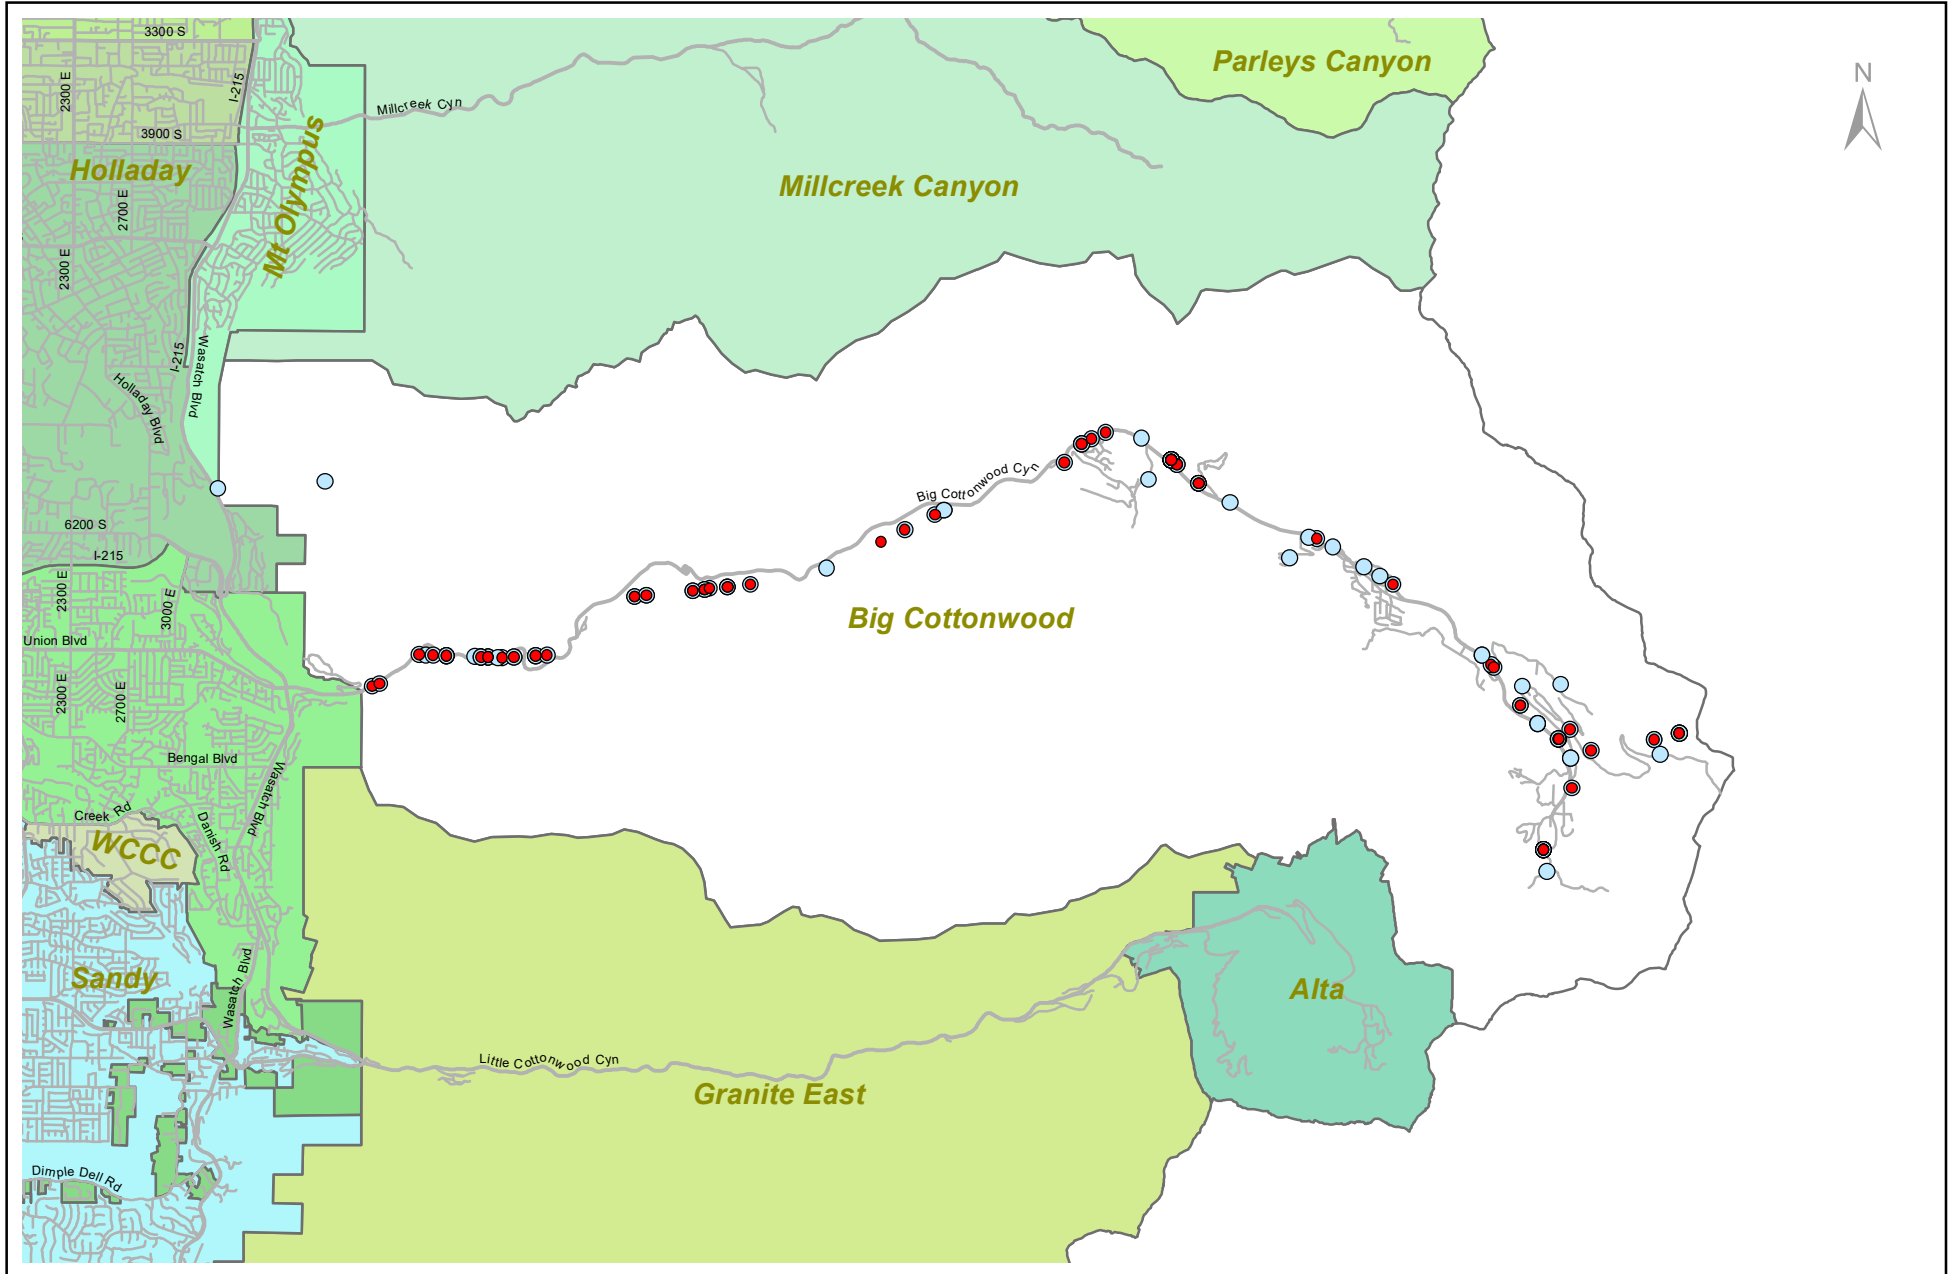 3300 S
Parleys Canyon
N
2300 E
I-215
Millcreek Cyn
3900 S
Holladay
Mt Olympus
Millcreek Canyon
2700 E
2300 E
I-215
Wasatch Blvd
Holladay Blvd
Big Cottonwood Cyn
6200 S
I-215
2300 E
3000 E
Big Cottonwood
Union Blvd
2300 E
2700 E
Bengal Blvd
Wasatch Blvd
Creek Rd
Danish Rd
WCCC
Sandy
Wasatch Blvd
Alta
Little Cottonwood Cyn
Granite East
Dimple Dell Rd